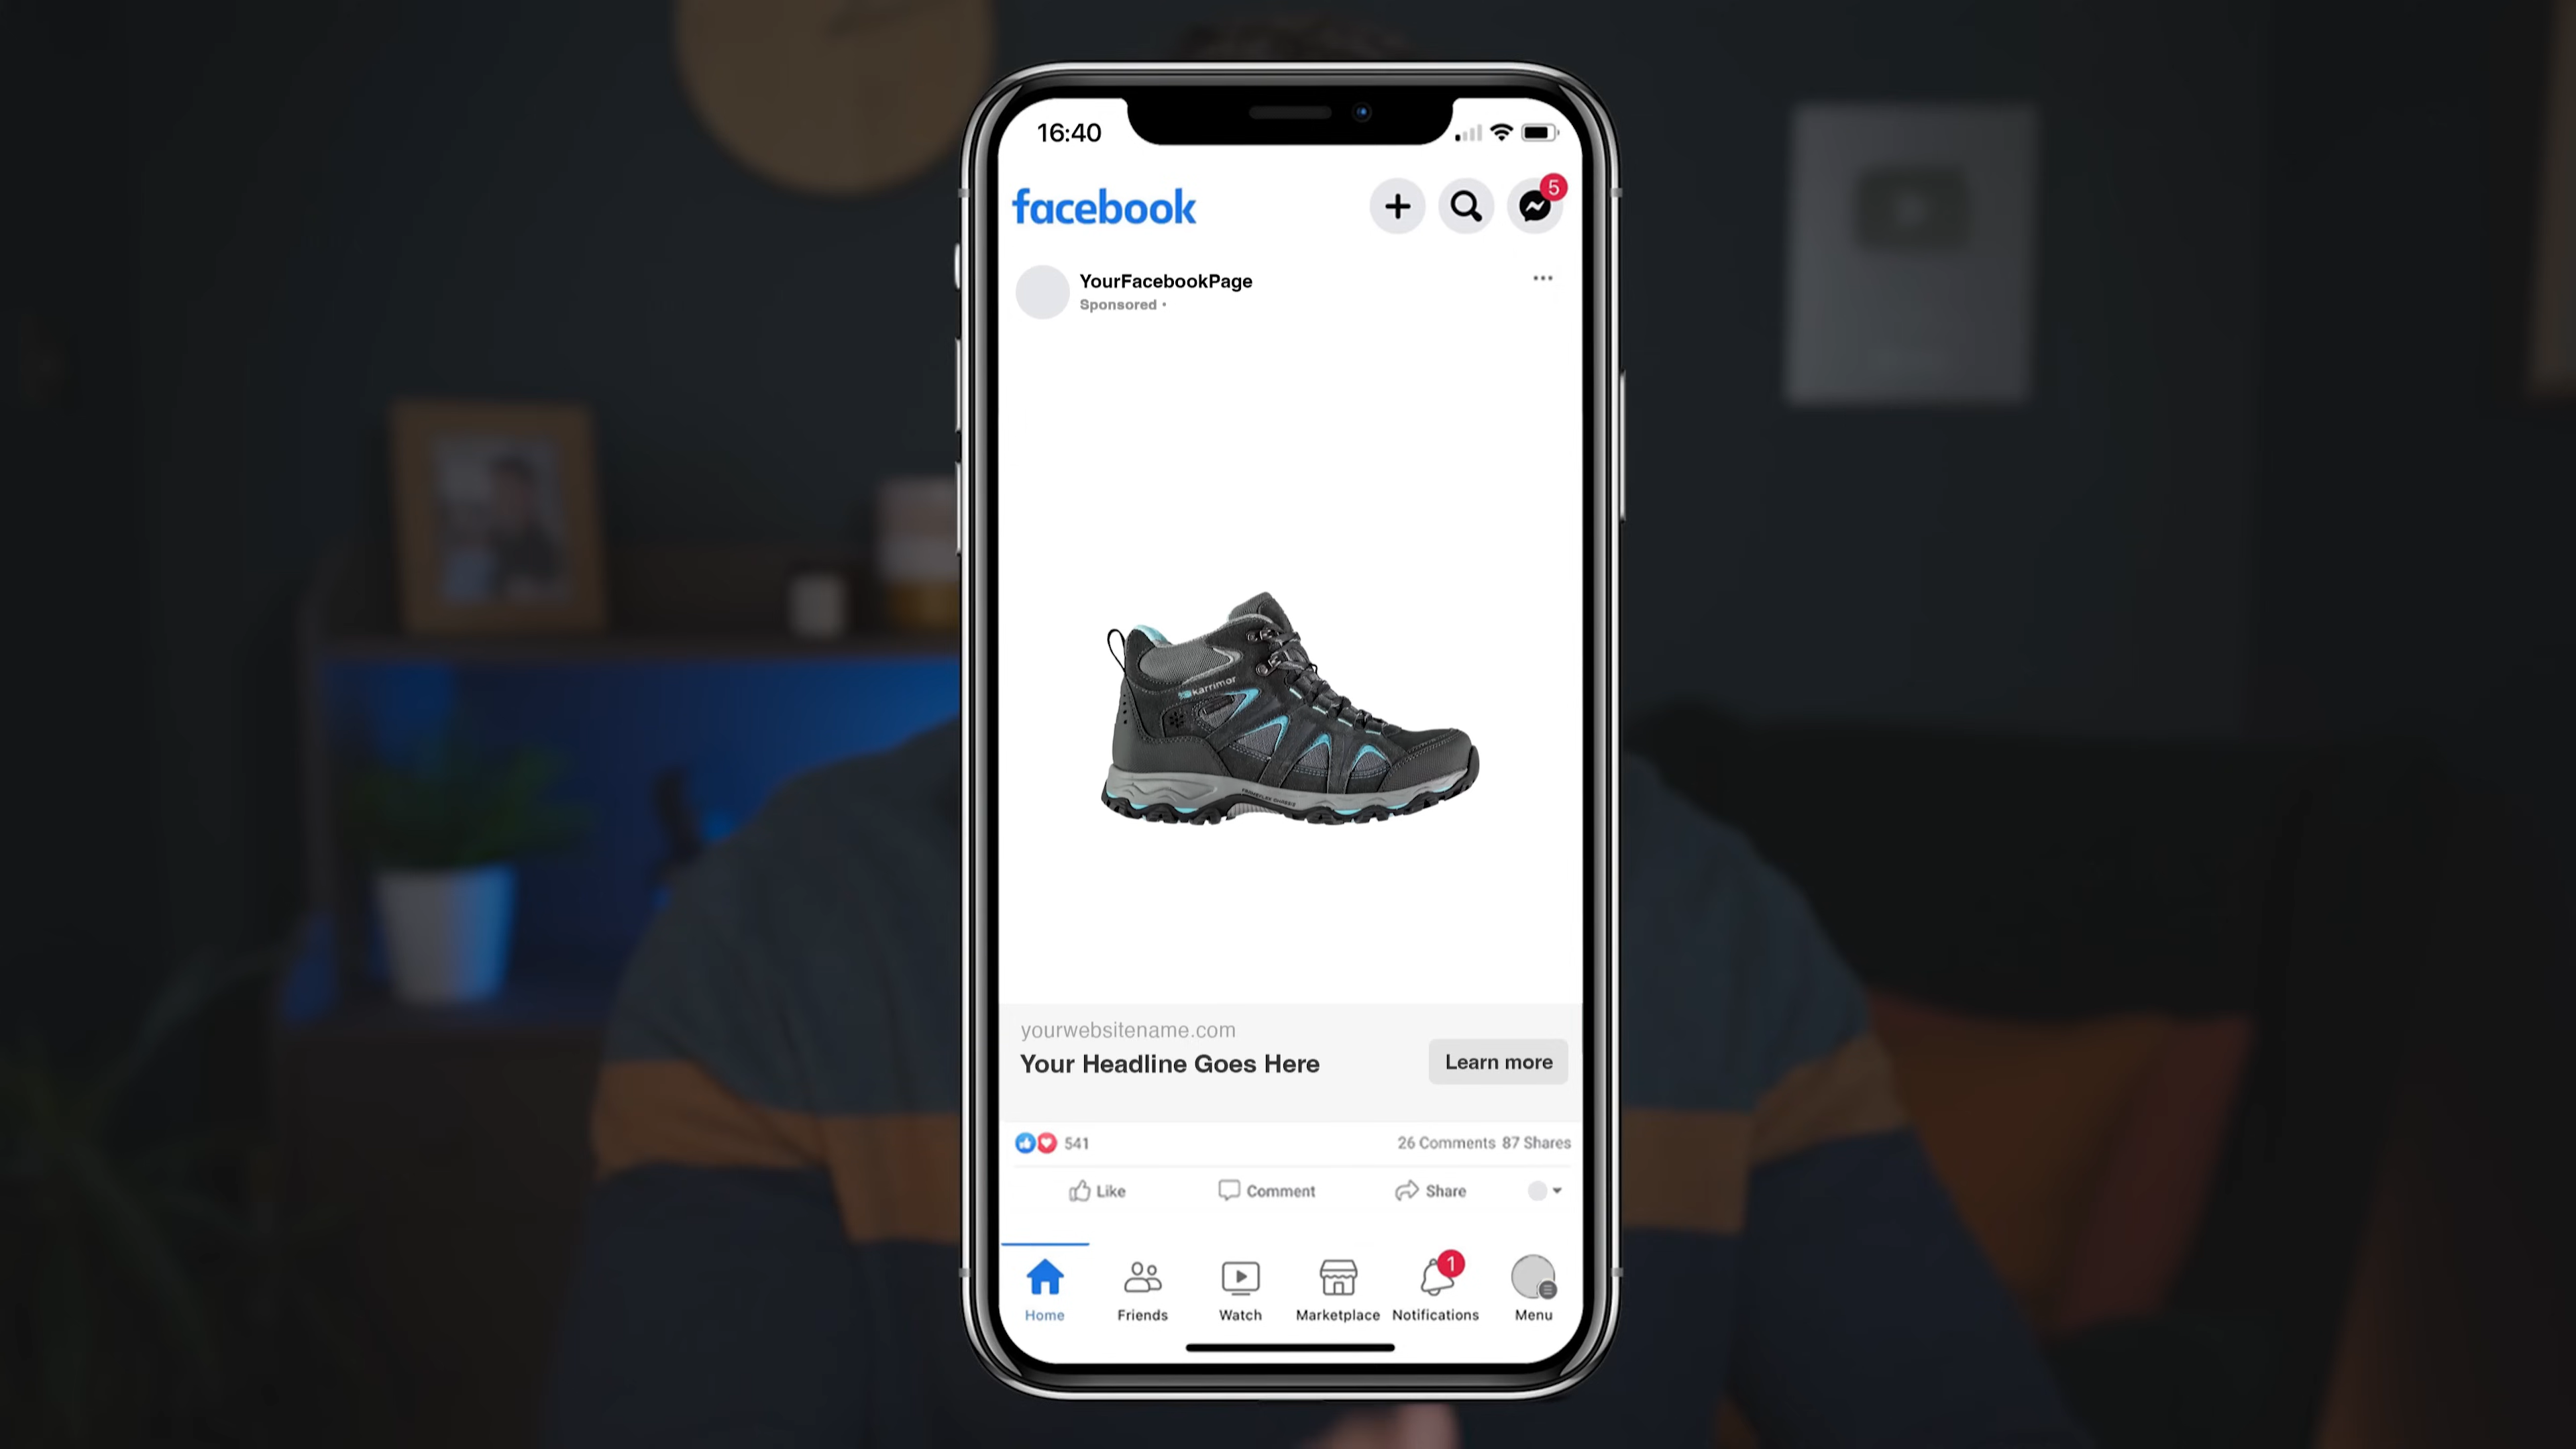 16:40
facebook
5
YourFacebookPage
Sponsored •
karrimor
yourwebsitename.com
Your Headline Goes Here
Learn more
541
26 Comments 87 Shares
Like
Comment
Share
1
Home
Friends
Watch
Marketplace
Notifications
Menu